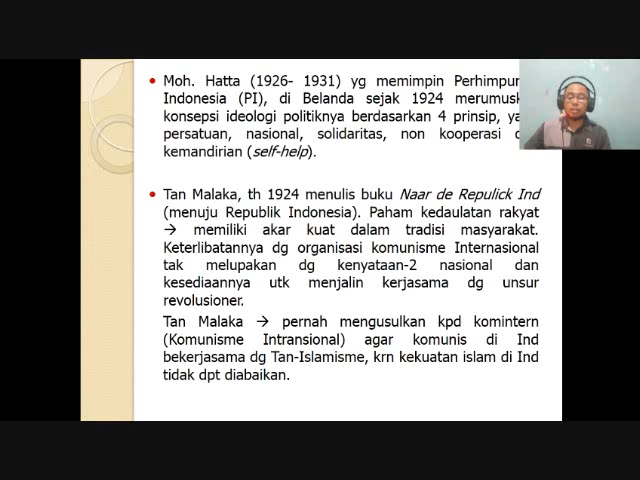 Moh. Hatta (1926- 1931) yg memimpin
Indonesia (PI), di Belanda sejak 1924
konsepsi ideologi politiknya berdasarkan 4 prinsip,
persatuan, nasional, solidaritas, non kooperasi
kemandirian (self-help).
Tan Malaka, th 1924 menulis buku Naar de Repulick Ind
(menuju Republik Indonesia). Paham kedaulatan rakyat
→ memiliki akar kuat dalam tradisi masyarakat.
Keterlibatannya dg organisasi komunisme Internasional
tak melupakan dg kenyataan-2 nasional dan
kesediaannya utk menjalin kerjasama dg unsur
revolusioner.
Tan Malaka → pernah mengusulkan kpd komintern
(Komunisme Intransional) agar komunis di Ind
bekerjasama dg Tan-Islamisme, krn kekuatan islam di Ind
tidak dpt diabaikan.